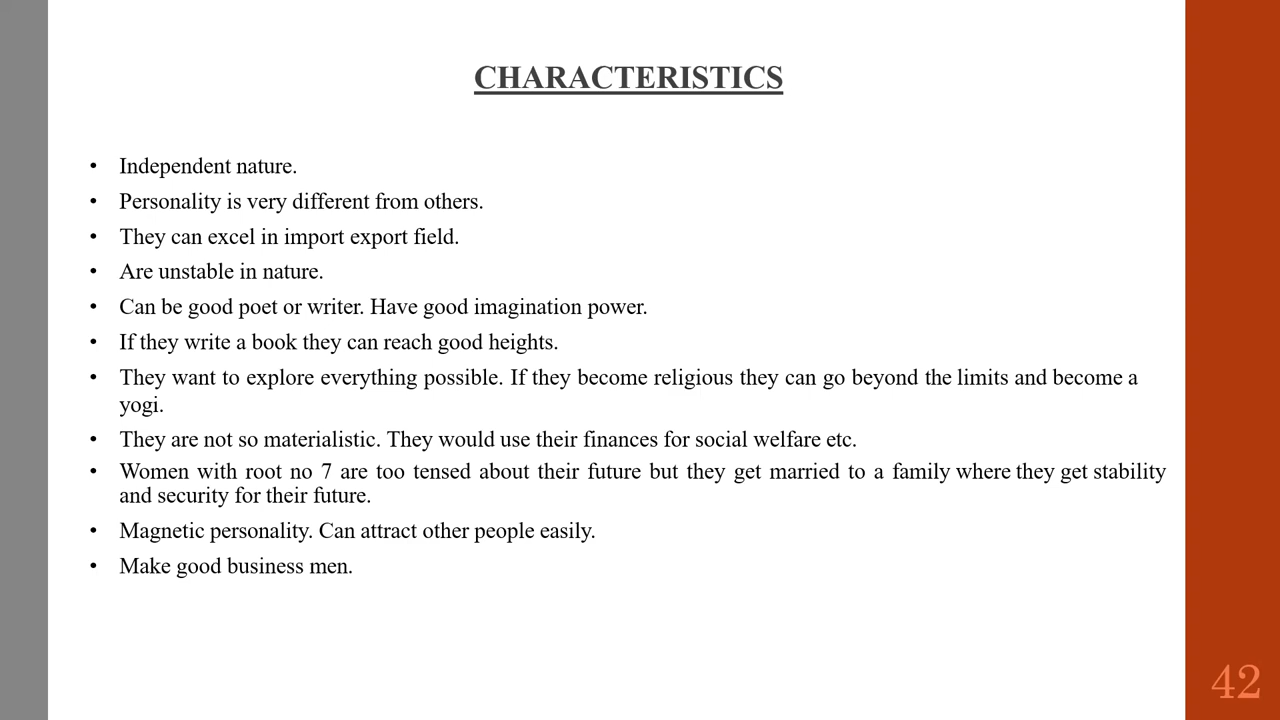 CHARACTERISTICS
• Independent nature.
• Personality is very different from others.
• They can excel in import export field.
• Are unstable in nature.
• Can be good poet or writer. Have good imagination power.
• If they write a book they can reach good heights.
• They want to explore everything possible. If they become religious they can go beyond the limits and become a
yogi.
• They are not so materialistic. They would use their finances for social welfare etc.
• Women with root no 7 are too tensed about their future but they get married to a family where they get stability
and security for their future.
• Magnetic personality. Can attract other people easily.
• Make good business men.
42